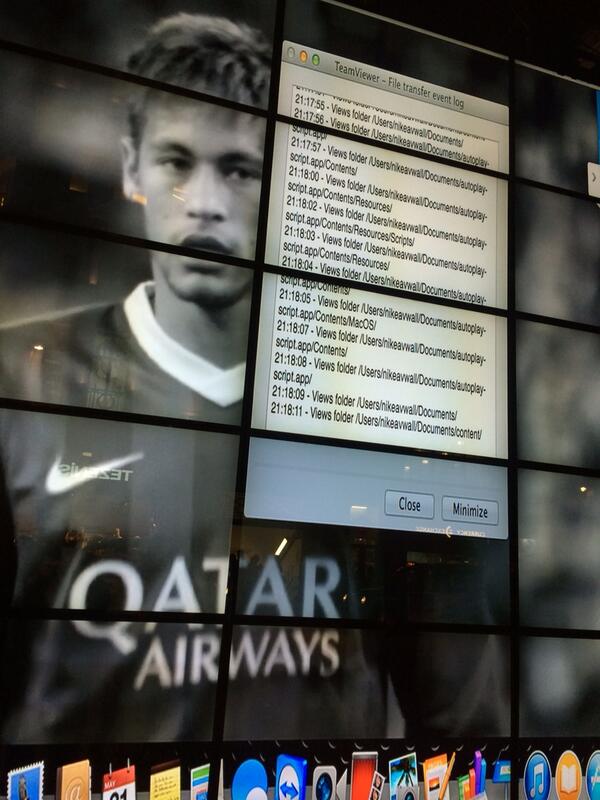 TeamViewer - File transfer event log
21:17:55 - Views folder /Users/nikeavwall/Documents/
21:17:56 - Views folder /Users/nikeavwall/Documents/autoplay-
script.app/
21:17:57 - Views folder /Users/nikeavwall/Documents/autoplay-
script.app/Contents/
21:18:00 - Views folder /Users/nikeavwall/Documents/autoplay-
script.app/Contents/Resources/
21:18:02 - Views folder /Users/nikeavwall/Documents/autoplay-
script.app/Contents/Resources/Scripts/
21:18:03 - Views folder /Users/nikeavwall/Documents/autoplay-
script.app/Contents/Resources/
21:18:04 - Views folder /Users/nikeavwall/Documents/autoplay-
script.app/Contents/
21:18:05 - Views folder /Users/nikeavwall/Documents/autoplay-
script.app/Contents/MacOS/
21:18:07 - Views folder /Users/nikeavwall/Documents/autoplay-
script.app/Contents/
21:18:08 - Views folder /Users/nikeavwall/Documents/autoplay-
script.app/
21:18:09 - Views folder /Users/nikeavwall/Documents/
21:18:11 - Views folder /Users/nikeavwall/Documents/content/
Close Minimize
TEZENIS
CURRENCY EXCHANGE
QATAR
AIRWAYS
MAY